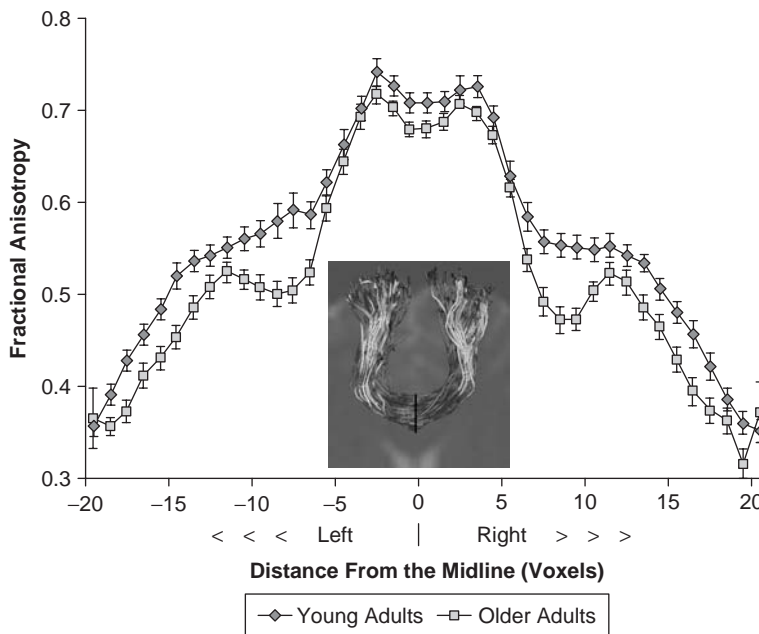 0.8
0.7
0.6
0.5
0.4
0.3
Fractional Anisotropy
−20 −15 −10 −5 0 5 10 15 20
< < < Left | Right > > >
Distance From the Midline (Voxels)
Young Adults Older Adults